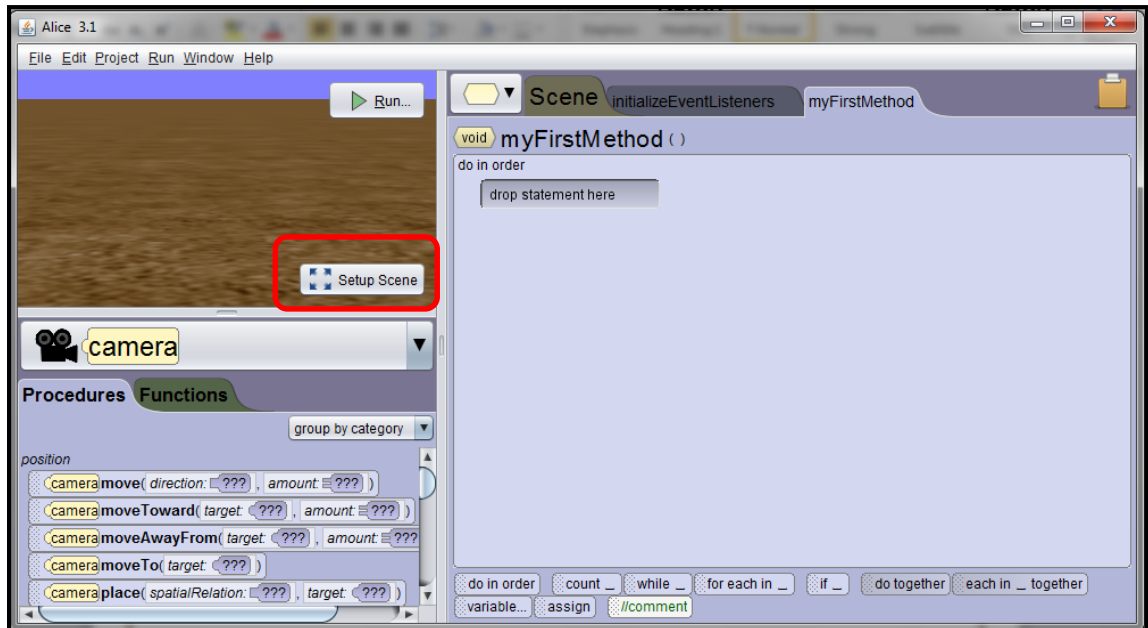 Alice 3.1
File Edit Project Run Window Help
Run...
Setup Scene
camera
Procedures Functions
group by category
position
camera move( direction: ??? , amount: ??? )
camera moveToward( target: ??? , amount: ??? )
camera moveAwayFrom( target: ??? , amount: ???
camera moveTo( target: ??? )
camera place( spatialRelation: ??? , target: ??? )
Scene initializeEventListeners myFirstMethod
void myFirstMethod ( )
do in order
drop statement here
do in order count _ while _ for each in _ if _ do together each in _ together
variable... assign //comment